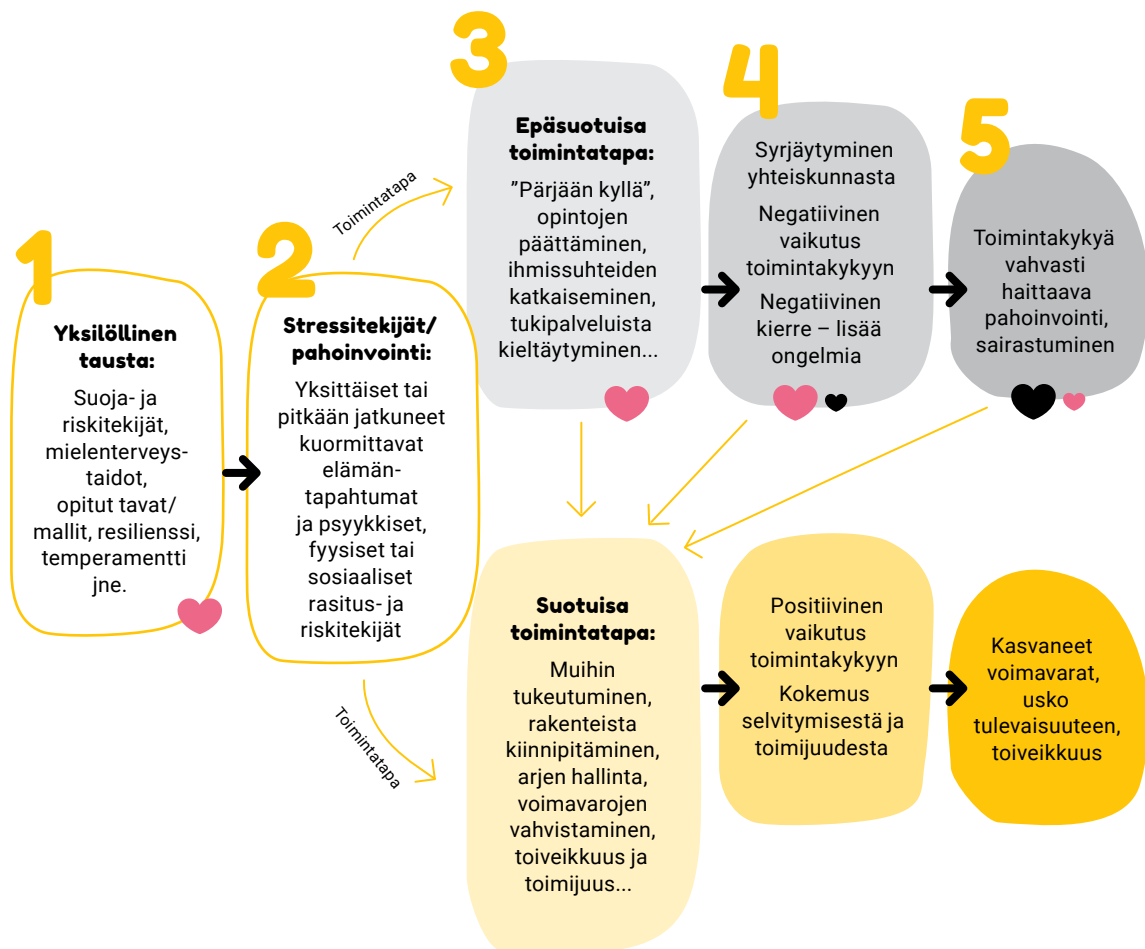 1
Yksilöllinen
tausta:
Suoja- ja
riskitekijät,
mielenterveys-
taidot,
opitut tavat/
mallit, resilienssi,
temperamentti
jne.
2
Stressitekijät/
pahoinvointi:
Yksittäiset tai
pitkään jatkuneet
kuormittavat
elämän-
tapahtumat
ja psyykkiset,
fyysiset tai
sosiaaliset
rasitus- ja
riskitekijät
Toimintatapa
3
Epäsuotuisa
toimintatapa:
”Pärjään kyllä”,
opintojen
päättäminen,
ihmissuhteiden
katkaiseminen,
tukipalveluista
kieltäytyminen...
4
Syrjäytyminen
yhteiskunnasta
Negatiivinen
vaikutus
toimintakykyyn
Negatiivinen
kierre – lisää
ongelmia
5
Toimintakykyä
vahvasti
haittaava
pahoinvointi,
sairastuminen
Toimintatapa
Suotuisa
toimintatapa:
Muihin
tukeutuminen,
rakenteista
kiinnipitäminen,
arjen hallinta,
voimavarojen
vahvistaminen,
toiveikkuus ja
toimijuus...
Positiivinen
vaikutus
toimintakykyyn
Kokemus
selvitymisestä ja
toimijuudesta
Kasvaneet
voimavarat,
usko
tulevaisuuteen,
toiveikkuus